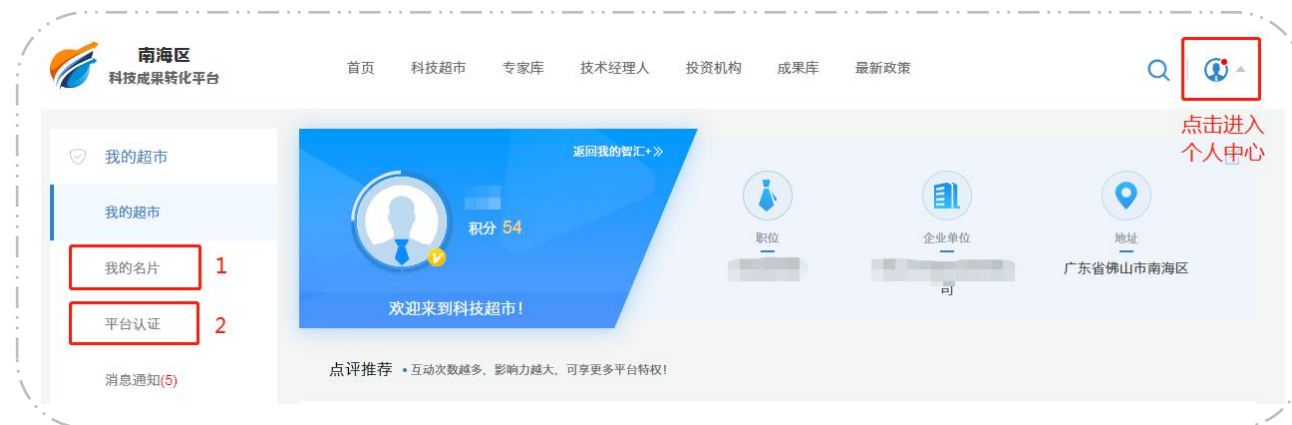 南海区
科技成果转化平台
首页 科技超市 专家库 技术经理人 投资机构 成果库 最新政策
点击进入
个人中心
我的超市
我的超市
我的名片 1
平台认证 2
消息通知(5)
返回我的智汇+》
积分 54
欢迎来到科技超市!
职位
企业单位
司
地址
广东省佛山市南海区
点评推荐 •互动次数越多，影响力越大，可享更多平台特权!